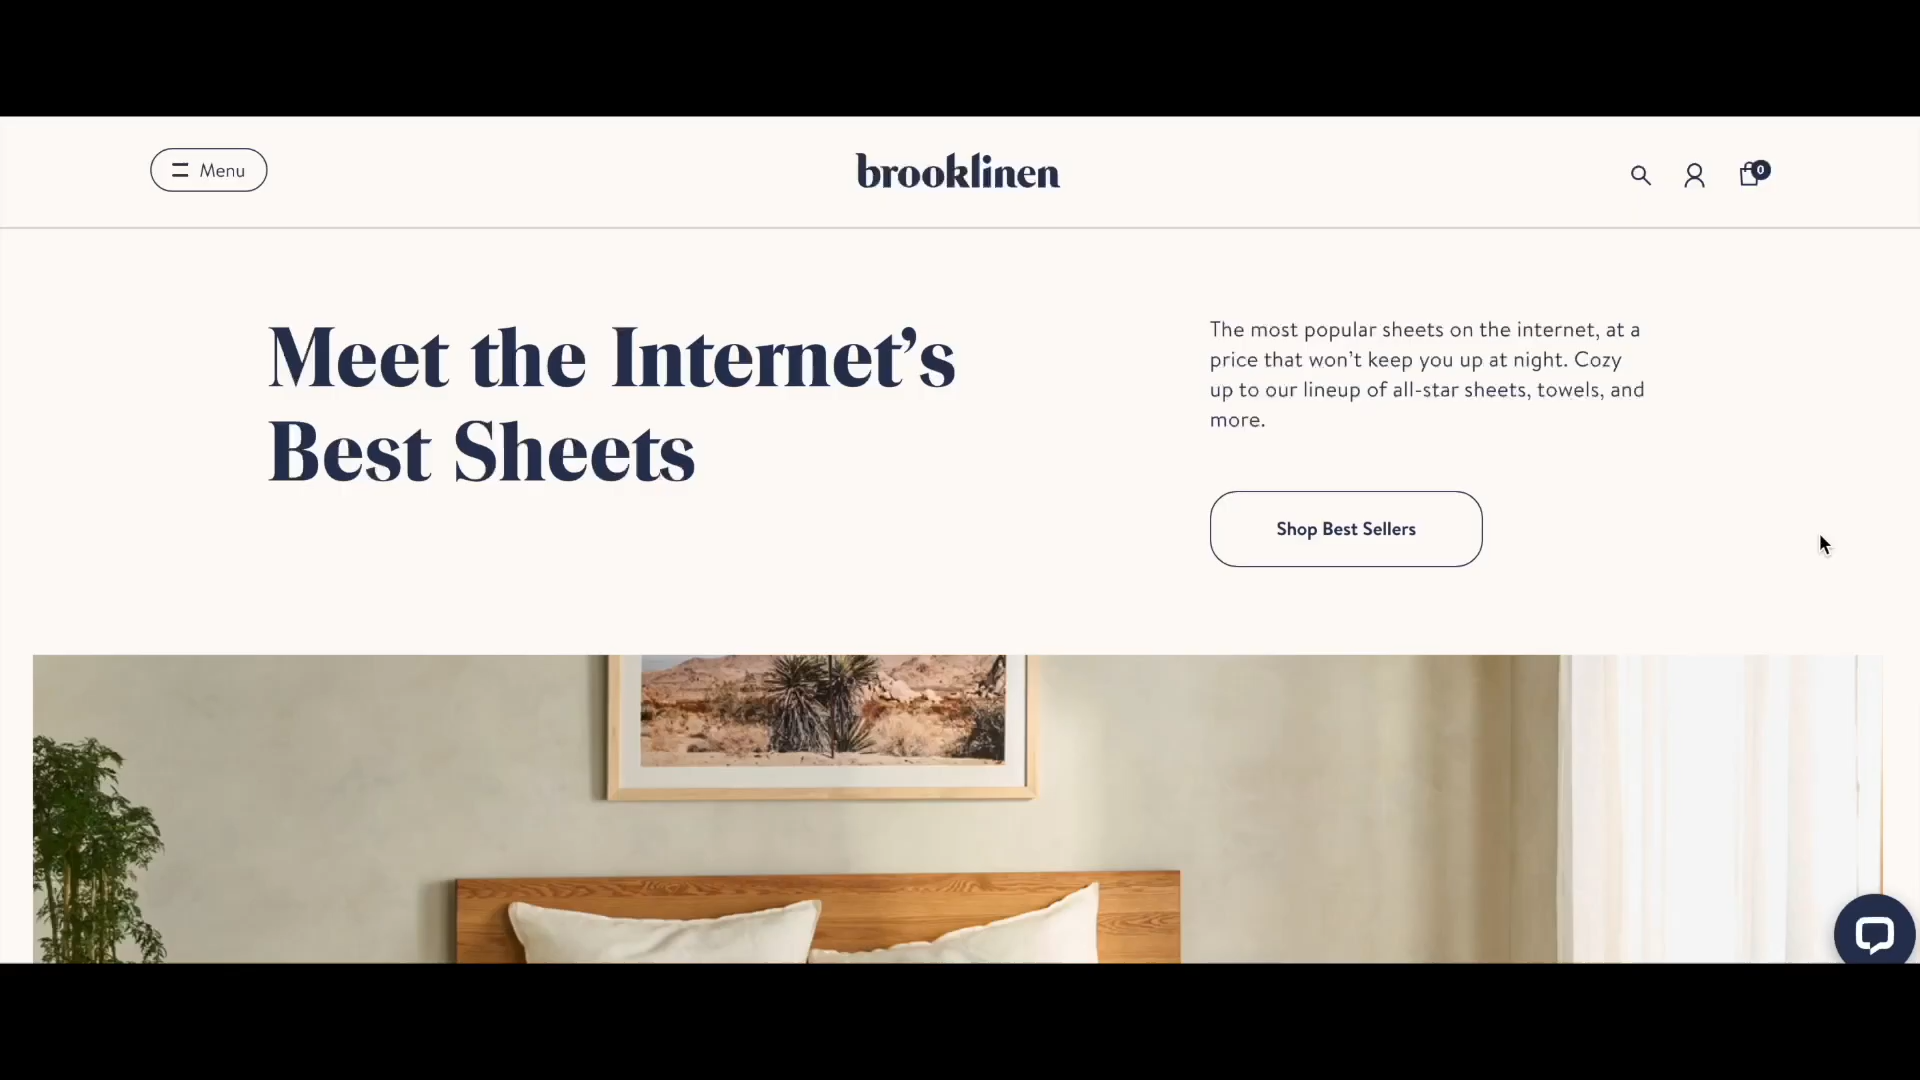 Menu
brooklinen
0
Meet the Internet’s
Best Sheets
The most popular sheets on the internet, at a
price that won’t keep you up at night. Cozy
up to our lineup of all-star sheets, towels, and
more.
Shop Best Sellers